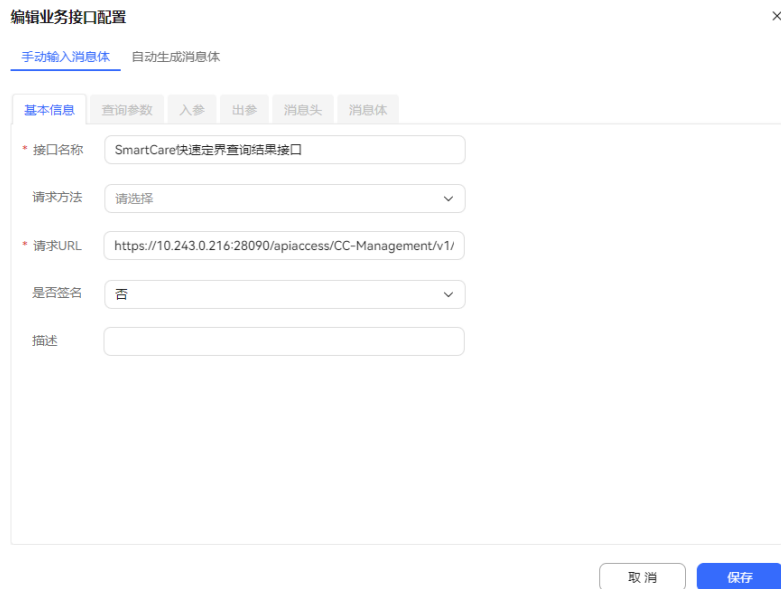 编辑业务接口配置
手动输入消息体 自动生成消息体
基本信息 查询参数 入参 出参 消息头 消息体
* 接口名称 SmartCare快速定界查询结果接口
请求方法 请选择
* 请求URL https://10.243.0.216:28090/apiaccess/CC-Management/v1/
是否签名 否
描述
取消 保存